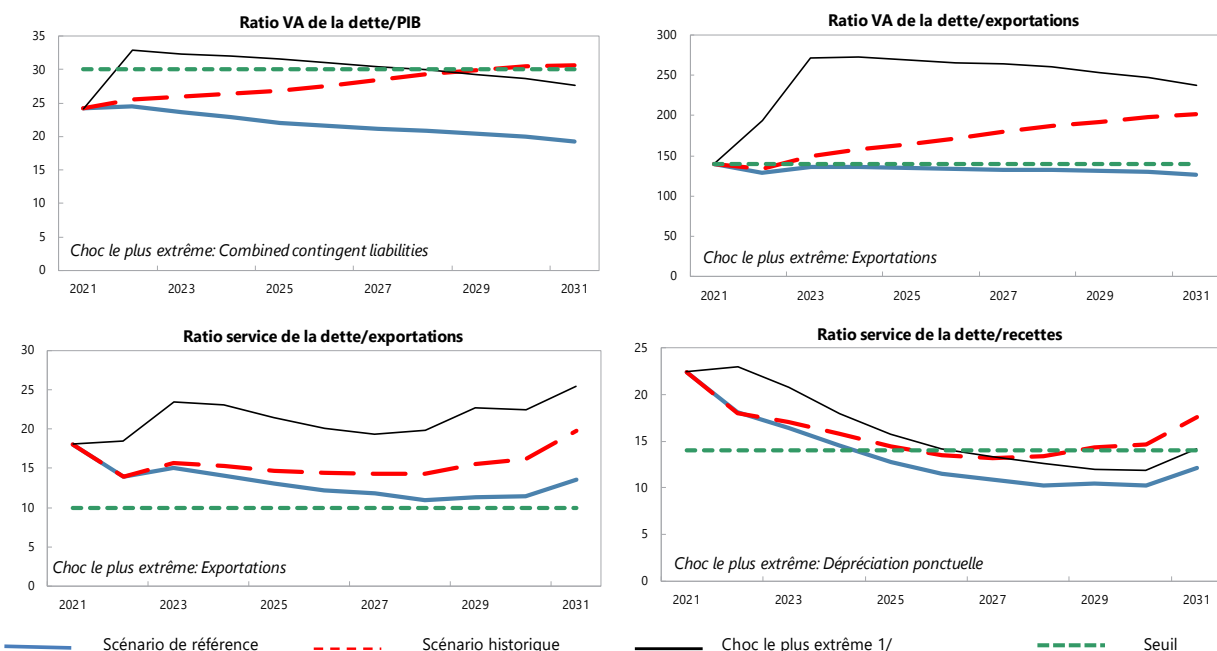 Ratio VA de la dette/PIB
35
30
25
20
15
10
5
0
Choc le plus extrême: Combined contingent liabilities
2021 2023 2025 2027 2029 2031
Ratio VA de la dette/exportations
300
250
200
150
100
50
0
Choc le plus extrême: Exportations
2021 2023 2025 2027 2029 2031
Ratio service de la dette/exportations
30
25
20
15
10
5
0
Choc le plus extrême: Exportations
2021 2023 2025 2027 2029 2031
Ratio service de la dette/recettes
25
20
15
10
5
0
Choc le plus extrême: Dépréciation ponctuelle
2021 2023 2025 2027 2029 2031
Scénario de référence Scénario historique Choc le plus extrême 1/ Seuil